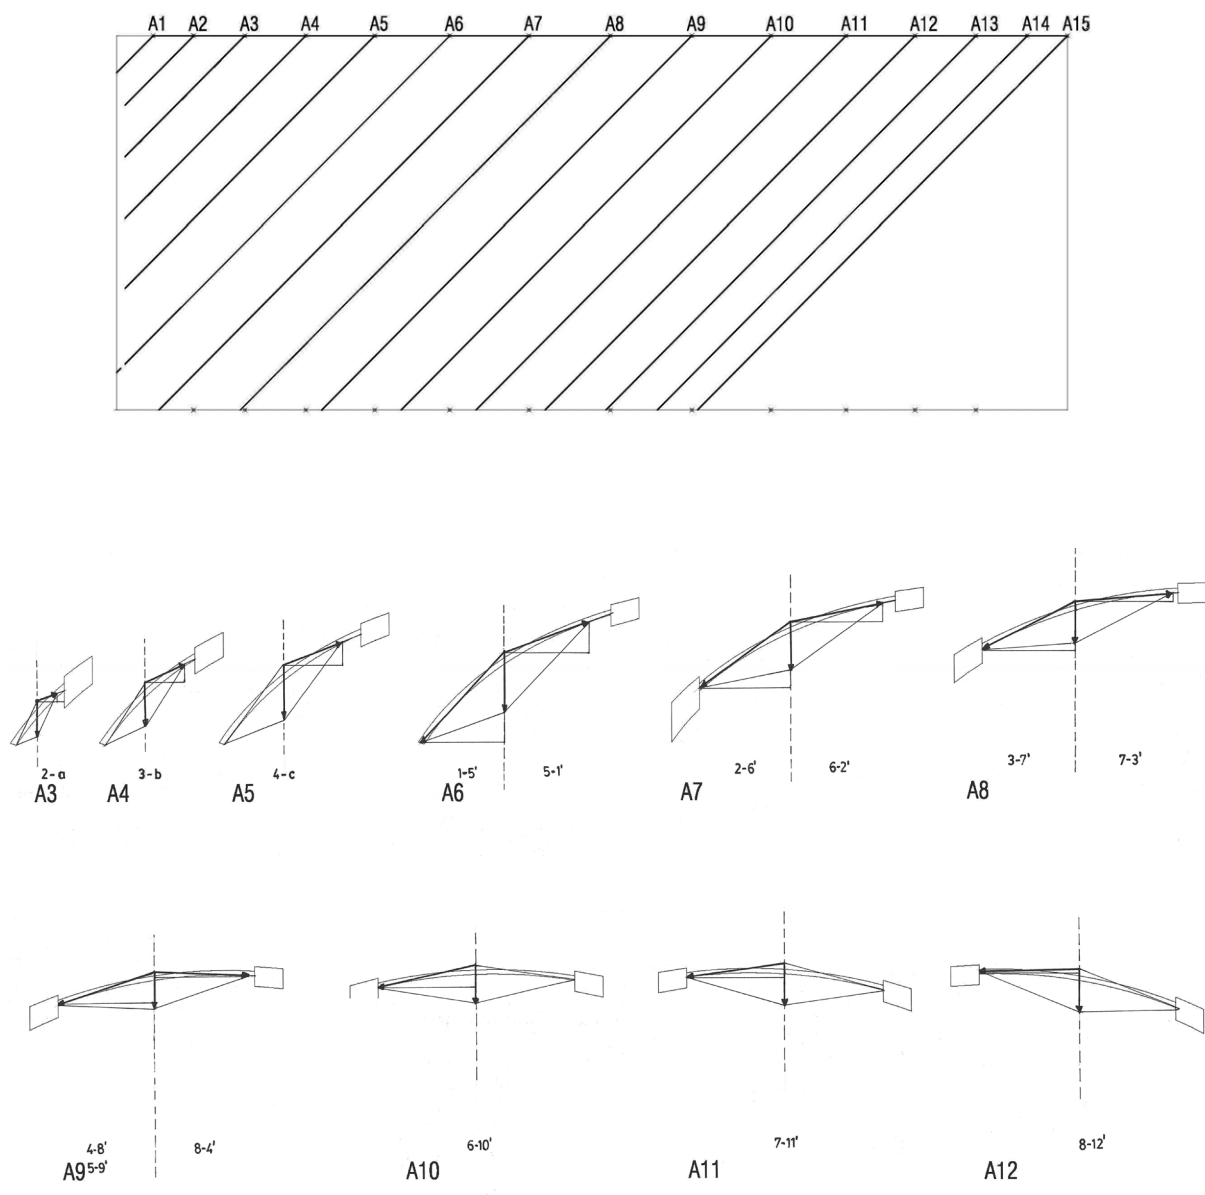 A1 A2 A3 A4 A5 A6 A7 A8 A9 A10 A11 A12 A13 A14 A15
2-a 3-b 4-c 1-5' 5-1' 2-6' 6-2' 3-7' 7-3'
A3 A4 A5 A6 A7 A8
4-8' 8-4' 6-10' 7-11' 8-12'
A9 5-9' A10 A11 A12